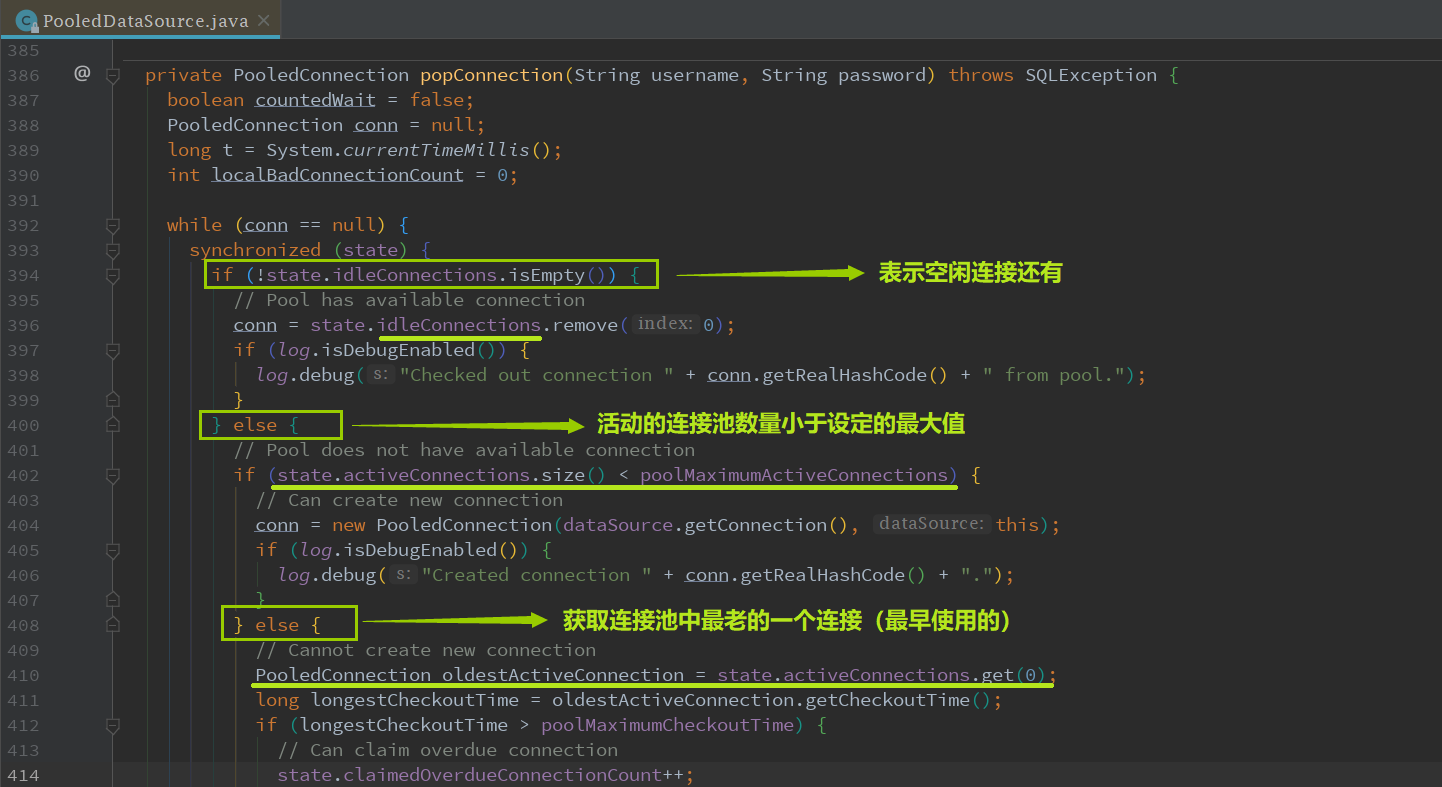 PooledDataSource.java
385
386 @ private PooledConnection popConnection(String username, String password) throws SQLException {
387 boolean countedWait = false;
388 PooledConnection conn = null;
389 long t = System.currentTimeMillis();
390 int localBadConnectionCount = 0;
391
392 while (conn == null) {
393 synchronized (state) {
394 if (!state.idleConnections.isEmpty()) { 表示空闲连接还有
395 // Pool has available connection
396 conn = state.idleConnections.remove( index: 0);
397 if (log.isDebugEnabled()) {
398 log.debug( s: "Checked out connection " + conn.getRealHashCode() + " from pool.");
399 }
400 } else { 活动的连接池数量小于设定的最大值
401 // Pool does not have available connection
402 if (state.activeConnections.size() < poolMaximumActiveConnections) {
403 // Can create new connection
404 conn = new PooledConnection(dataSource.getConnection(), dataSource: this);
405 if (log.isDebugEnabled()) {
406 log.debug( s: "Created connection " + conn.getRealHashCode() + ".");
407 }
408 } else { 获取连接池中最老的一个连接（最早使用的）
409 // Cannot create new connection
410 PooledConnection oldestActiveConnection = state.activeConnections.get(0);
411 long longestCheckoutTime = oldestActiveConnection.getCheckoutTime();
412 if (longestCheckoutTime > poolMaximumCheckoutTime) {
413 // Can claim overdue connection
414 state.claimedOverdueConnectionCount++;